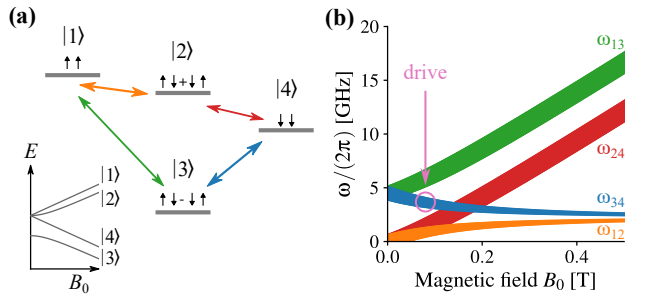 (a)
|1⟩
↑ ↑
|2⟩
↑ ↓ + ↓ ↑
|4⟩
↓ ↓
|3⟩
↑ ↓ - ↓ ↑
E
|1⟩
|2⟩
|4⟩
|3⟩
B0
(b)
ω/(2π) [GHz]
20
15
10
5
0
drive
ω13
ω24
ω34
ω12
0.0 0.2 0.4
Magnetic field B0 [T]